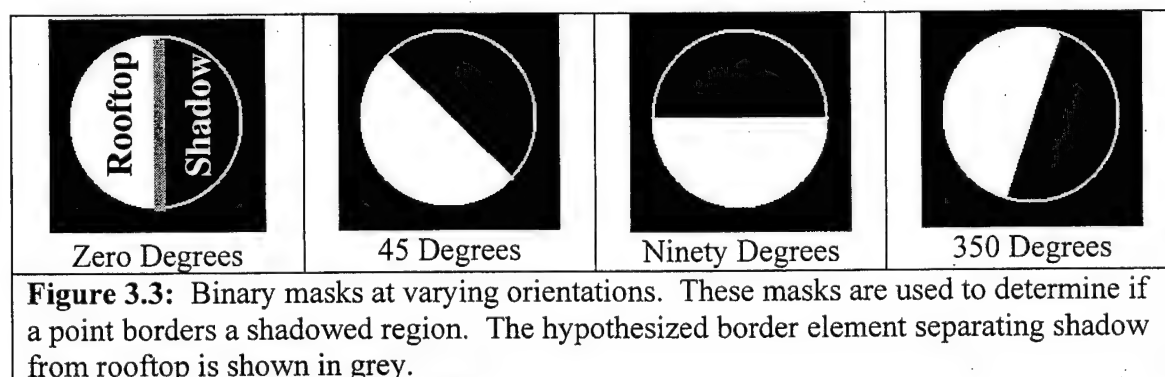 Rooftop
Shadow
Zero Degrees
45 Degrees
Ninety Degrees
350 Degrees
Figure 3.3: Binary masks at varying orientations. These masks are used to determine if
a point borders a shadowed region. The hypothesized border element separating shadow
from rooftop is shown in grey.